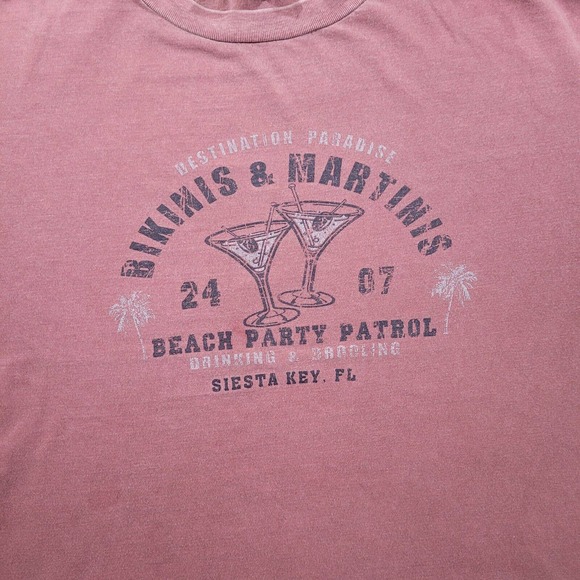 DESTINATION PARADISE
BIKINIS & MARTINIS
24 07
BEACH PARTY PATROL
DRINKING & DROOLING
SIESTA KEY, FL